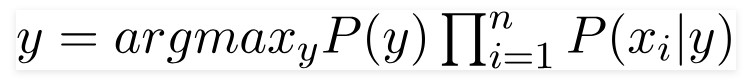 y = argmax_y P(y) ∏_{i=1}^{n} P(x_i|y)